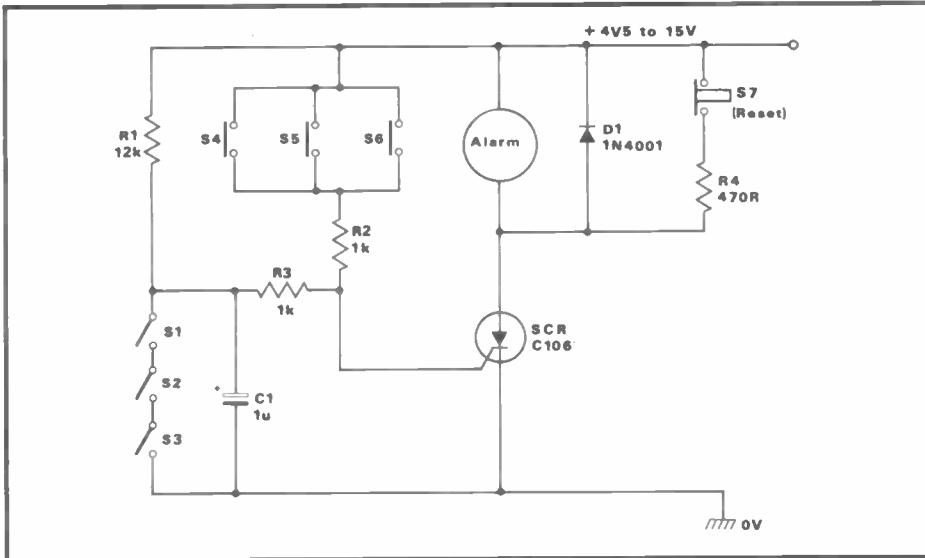 + 4V5 to 15V
R1
12k
S4
S5
S6
Alarm
D1
1N4001
S7
(Reset)
R4
470R
R2
1k
R3
1k
S1
S2
S3
+
C1
1u
SCR
C106
0V